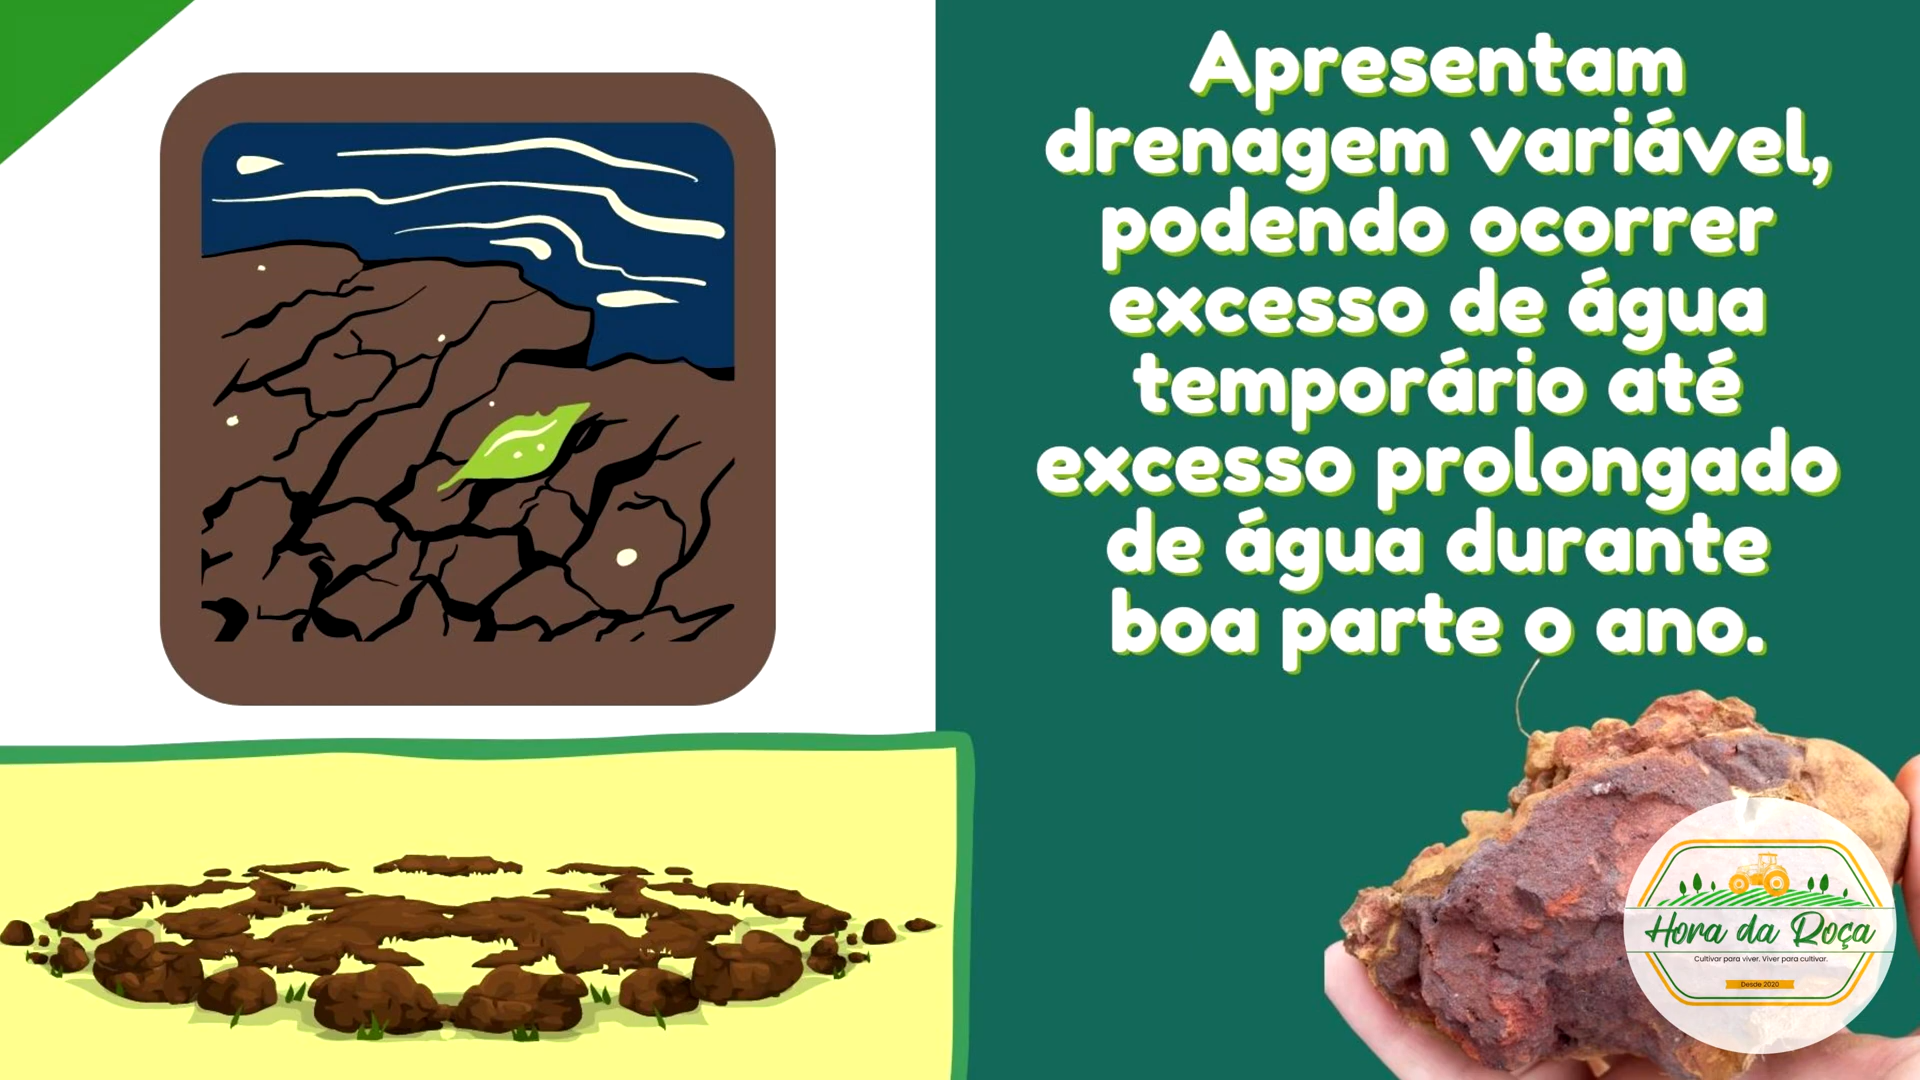 Apresentam
drenagem variável,
podendo ocorrer
excesso de água
temporário até
excesso prolongado
de água durante
boa parte o ano.
Hora da Roça
Cultivar para viver. Viver para cultivar.
Desde 2020